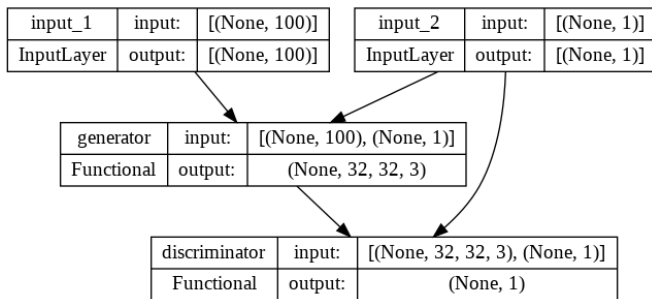 input_1 input: [(None, 100)]
InputLayer output: [(None, 100)]
input_2 input: [(None, 1)]
InputLayer output: [(None, 1)]
generator input: [(None, 100), (None, 1)]
Functional output: (None, 32, 32, 3)
discriminator input: [(None, 32, 32, 3), (None, 1)]
Functional output: (None, 1)